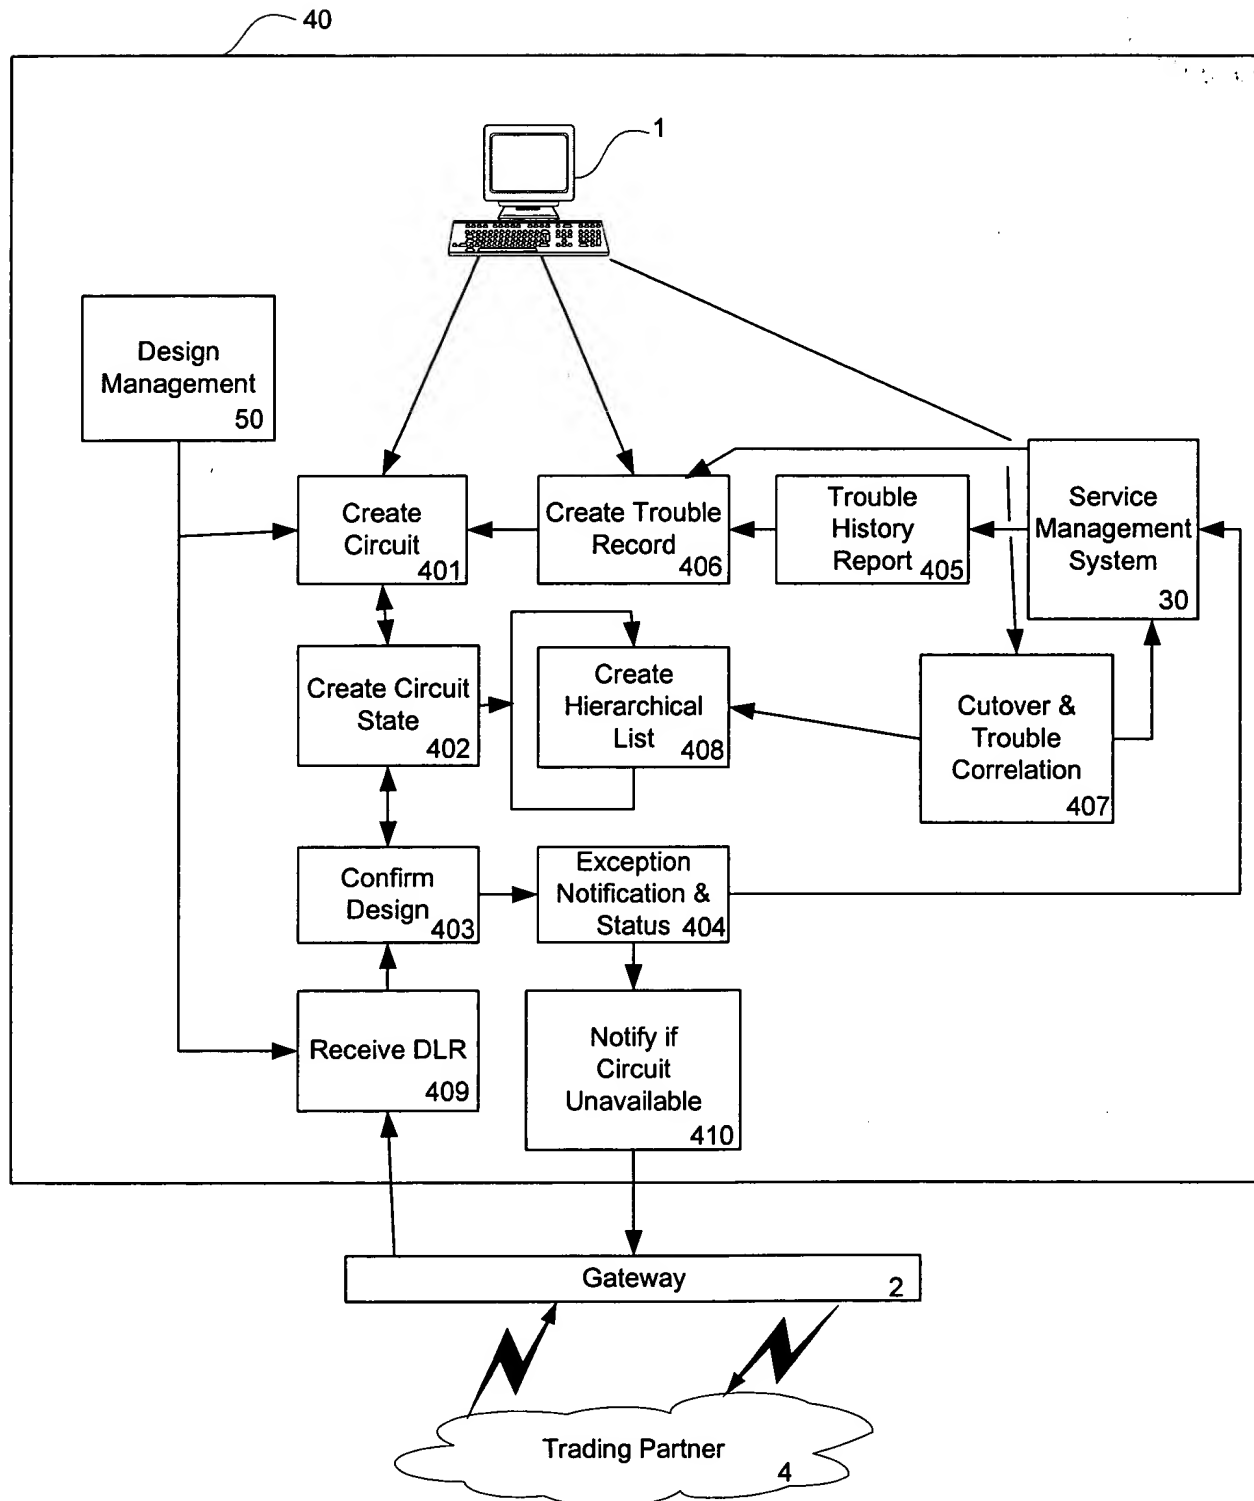 40
1
Design
Management
50
Create
Circuit
401
Create Trouble
Record
406
Trouble
History
Report
405
Service
Management
System
30
Create Circuit
State
402
Create
Hierarchical
List
408
Cutover &
Trouble
Correlation
407
Confirm
Design
403
Exception
Notification &
Status
404
Receive DLR
409
Notify if
Circuit
Unavailable
410
Gateway
2
Trading Partner
4